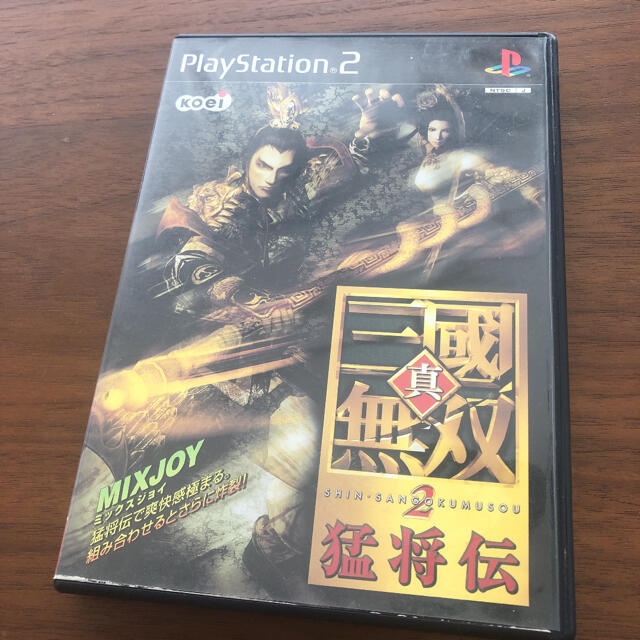 PlayStation®2
NTSC J
KOEI
三國
真
無双
SHIN·SANGOKUMUSOU
2
猛将伝
MIXJOY
ミックスジョイ
猛将伝で爽快感極まる。
組み合わせるとさらに炸裂!!